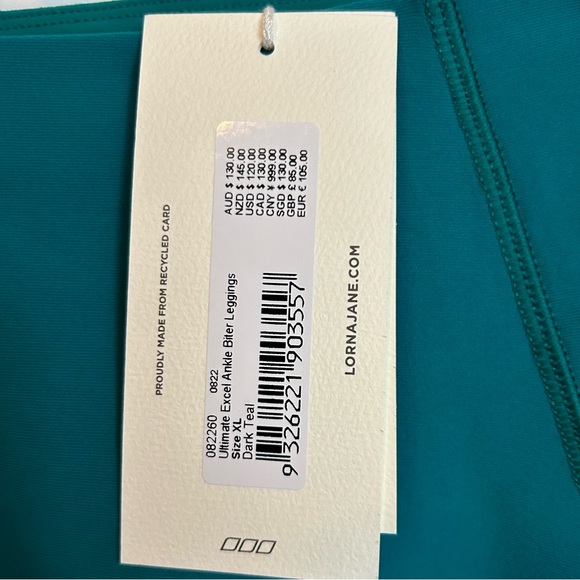 PROUDLY MADE FROM RECYCLED CARD
AUD $ 130.00
NZD $ 145.00
USD $ 120.00
CAD $ 130.00
CNY ¥ 999.00
SGD $ 130.00
GBP £ 85.00
EUR € 105.00
082260 0822
Ultimate Excel Ankle Biter Leggings
Size XL
Dark Teal
9 326221 903557
LORNAJANE.COM